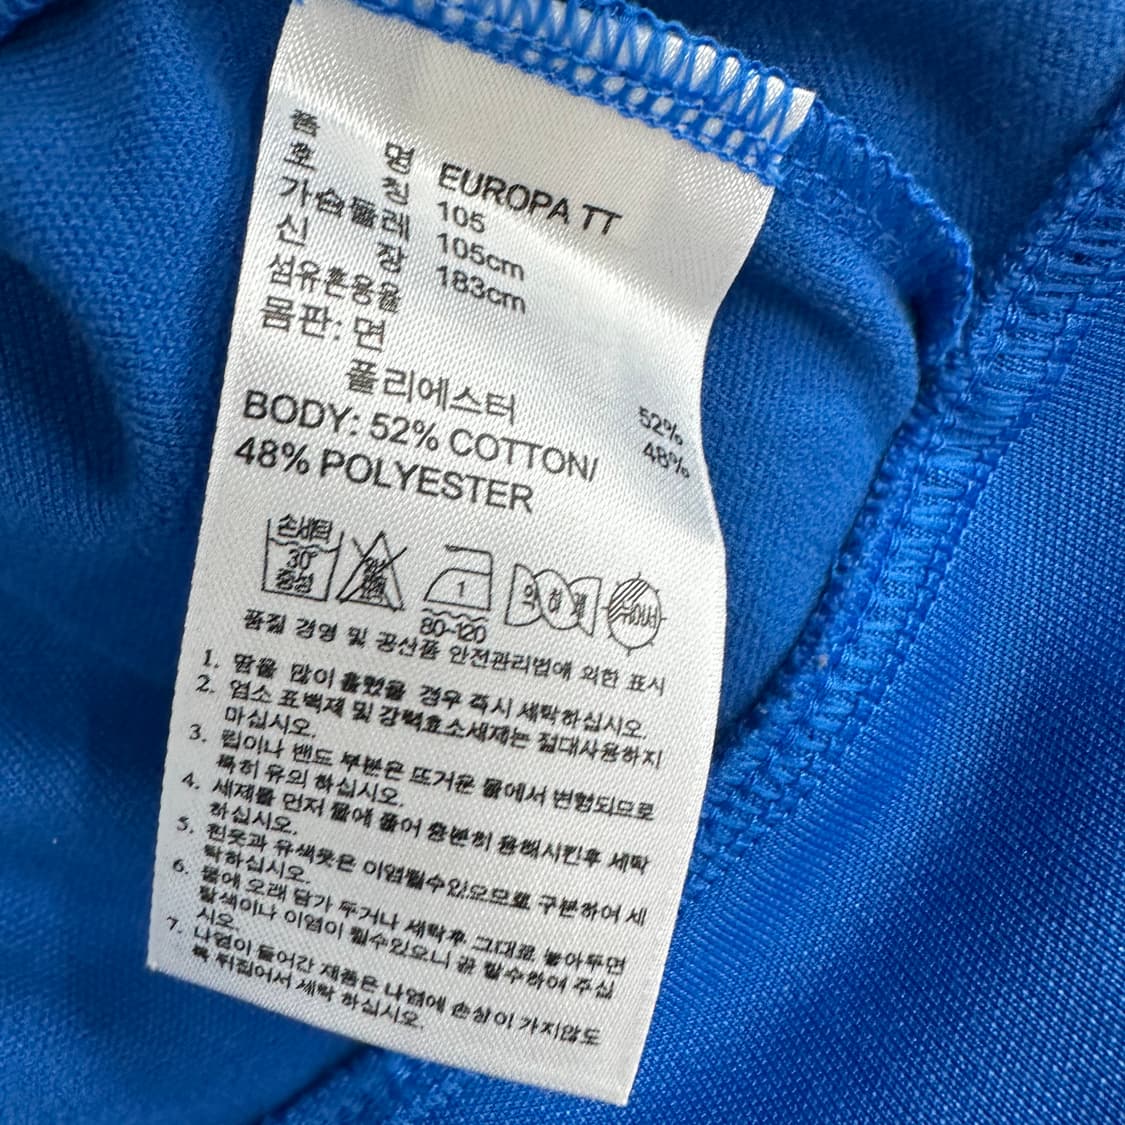 품 명 EUROPA TT
호 칭 105
가슴둘레 105cm
신 장 183cm
섬유혼용율
몸판: 면 52%
폴리에스터 48%
BODY: 52% COTTON/
48% POLYESTER
손세탁
30°
중성
1
80-120
약하게
품질 경영 및 공산품 안전관리법에 의한 표시
1. 땀을 많이 흘렸을 경우 즉시 세탁하십시오.
2. 염소 표백제 및 강력효소세제는 절대사용하지
마십시오.
3. 립이나 밴드 부분은 뜨거운 물에서 변형되므로
특히 유의 하십시오.
4. 세제를 먼저 물에 풀어 충분히 용해시킨후 세탁
하십시오.
5. 흰옷과 유색옷은 이염될수있으므로 구분하여 세
탁하십시오.
6. 물에 오래 담가 두거나 세탁후 그대로 놓아두면
탈색이나 이염이 될수있으니 곧 탈수하여 주십
시오.
7. 나염이 들어간 제품은 나염에 손상이 가지않도
록 뒤집어서 세탁 하십시오.